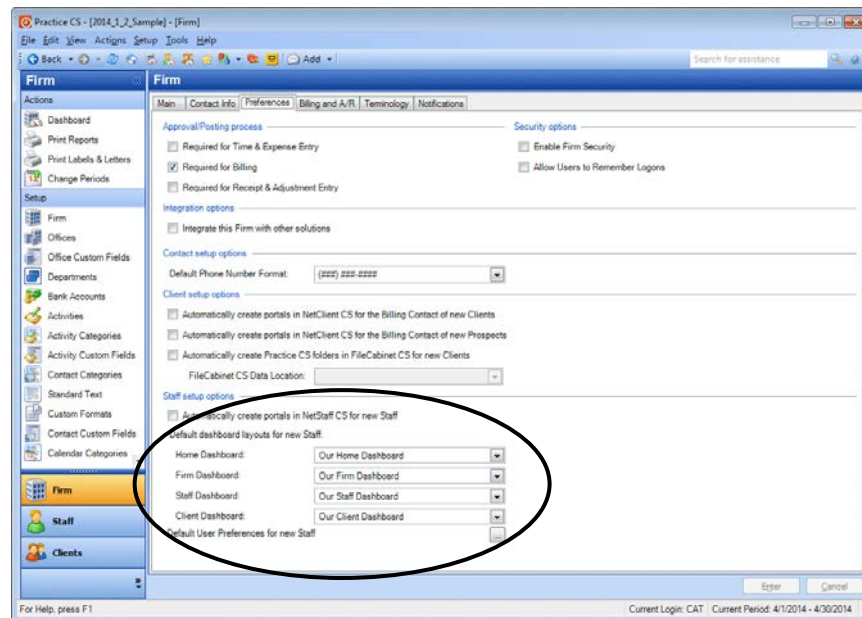 Practice CS - [2014_1_2_Sample] - [Firm]
File Edit View Actions Setup Tools Help
Back Add Search for assistance
Firm
Actions
Dashboard
Print Reports
Print Labels & Letters
Change Periods
Setup
Firm
Offices
Office Custom Fields
Departments
Bank Accounts
Activities
Activity Categories
Activity Custom Fields
Contact Categories
Standard Text
Custom Formats
Contact Custom Fields
Calendar Categories
Firm
Staff
Clients
Firm
Main Contact Info Preferences Billing and A/R Terminology Notifications
Approval/Posting process
Required for Time & Expense Entry
Required for Billing
Required for Receipt & Adjustment Entry
Security options
Enable Firm Security
Allow Users to Remember Logons
Integration options
Integrate this Firm with other solutions
Contact setup options
Default Phone Number Format: (###) ###-####
Client setup options
Automatically create portals in NetClient CS for the Billing Contact of new Clients
Automatically create portals in NetClient CS for the Billing Contact of new Prospects
Automatically create Practice CS folders in FileCabinet CS for new Clients
FileCabinet CS Data Location:
Staff setup options
Automatically create portals in NetStaff CS for new Staff
Default dashboard layouts for new Staff:
Home Dashboard: Our Home Dashboard
Firm Dashboard: Our Firm Dashboard
Staff Dashboard: Our Staff Dashboard
Client Dashboard: Our Client Dashboard
Default User Preferences for new Staff ...
Enter Cancel
For Help, press F1 Current Login: CAT Current Period: 4/1/2014 - 4/30/2014